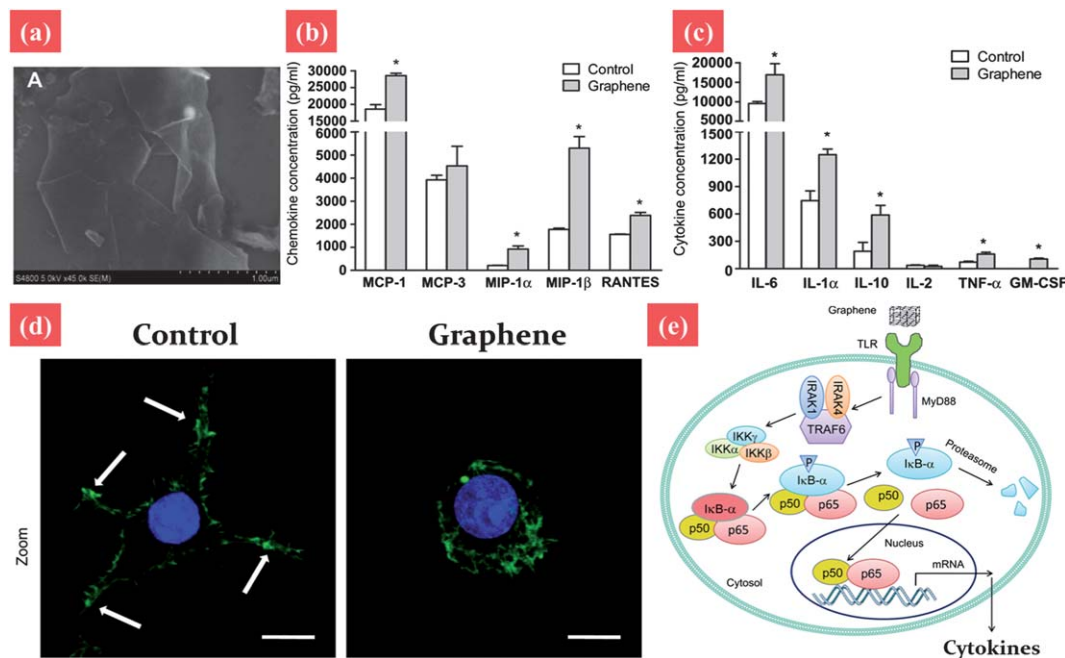 (a)
A
S4800 5.0kV x45.0k SE(M)
1.00um
(b)
Chemokine concentration (pg/ml)
30000
25000
20000
15000
10000
6000
4000
2000
0
Control
Graphene
*
*
*
*
MCP-1 MCP-3 MIP-1α MIP-1β RANTES
(c)
Cytokine concentration (pg/ml)
20000
15000
10000
5000
1500
1200
900
600
300
0
Control
Graphene
*
*
*
*
*
IL-6 IL-1α IL-10 IL-2 TNF-α GM-CSF
(d)
Control
Graphene
Zoom
(e)
Graphene
TLR
MyD88
IRAK1
IRAK4
TRAF6
IKKγ
IKKα
IKKβ
P
IκB-α
p50
p65
P
IκB-α
Proteasome
IκB-α
p50
p65
p50
p65
Nucleus
mRNA
p50
p65
Cytosol
Cytokines